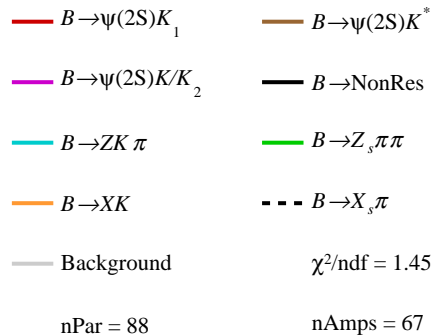 B→ψ(2S)K₁ B→ψ(2S)K*
B→ψ(2S)K/K₂ B→NonRes
B→ZKπ B→Zₛππ
B→XK B→Xₛπ
Background χ²/ndf = 1.45
nPar = 88 nAmps = 67